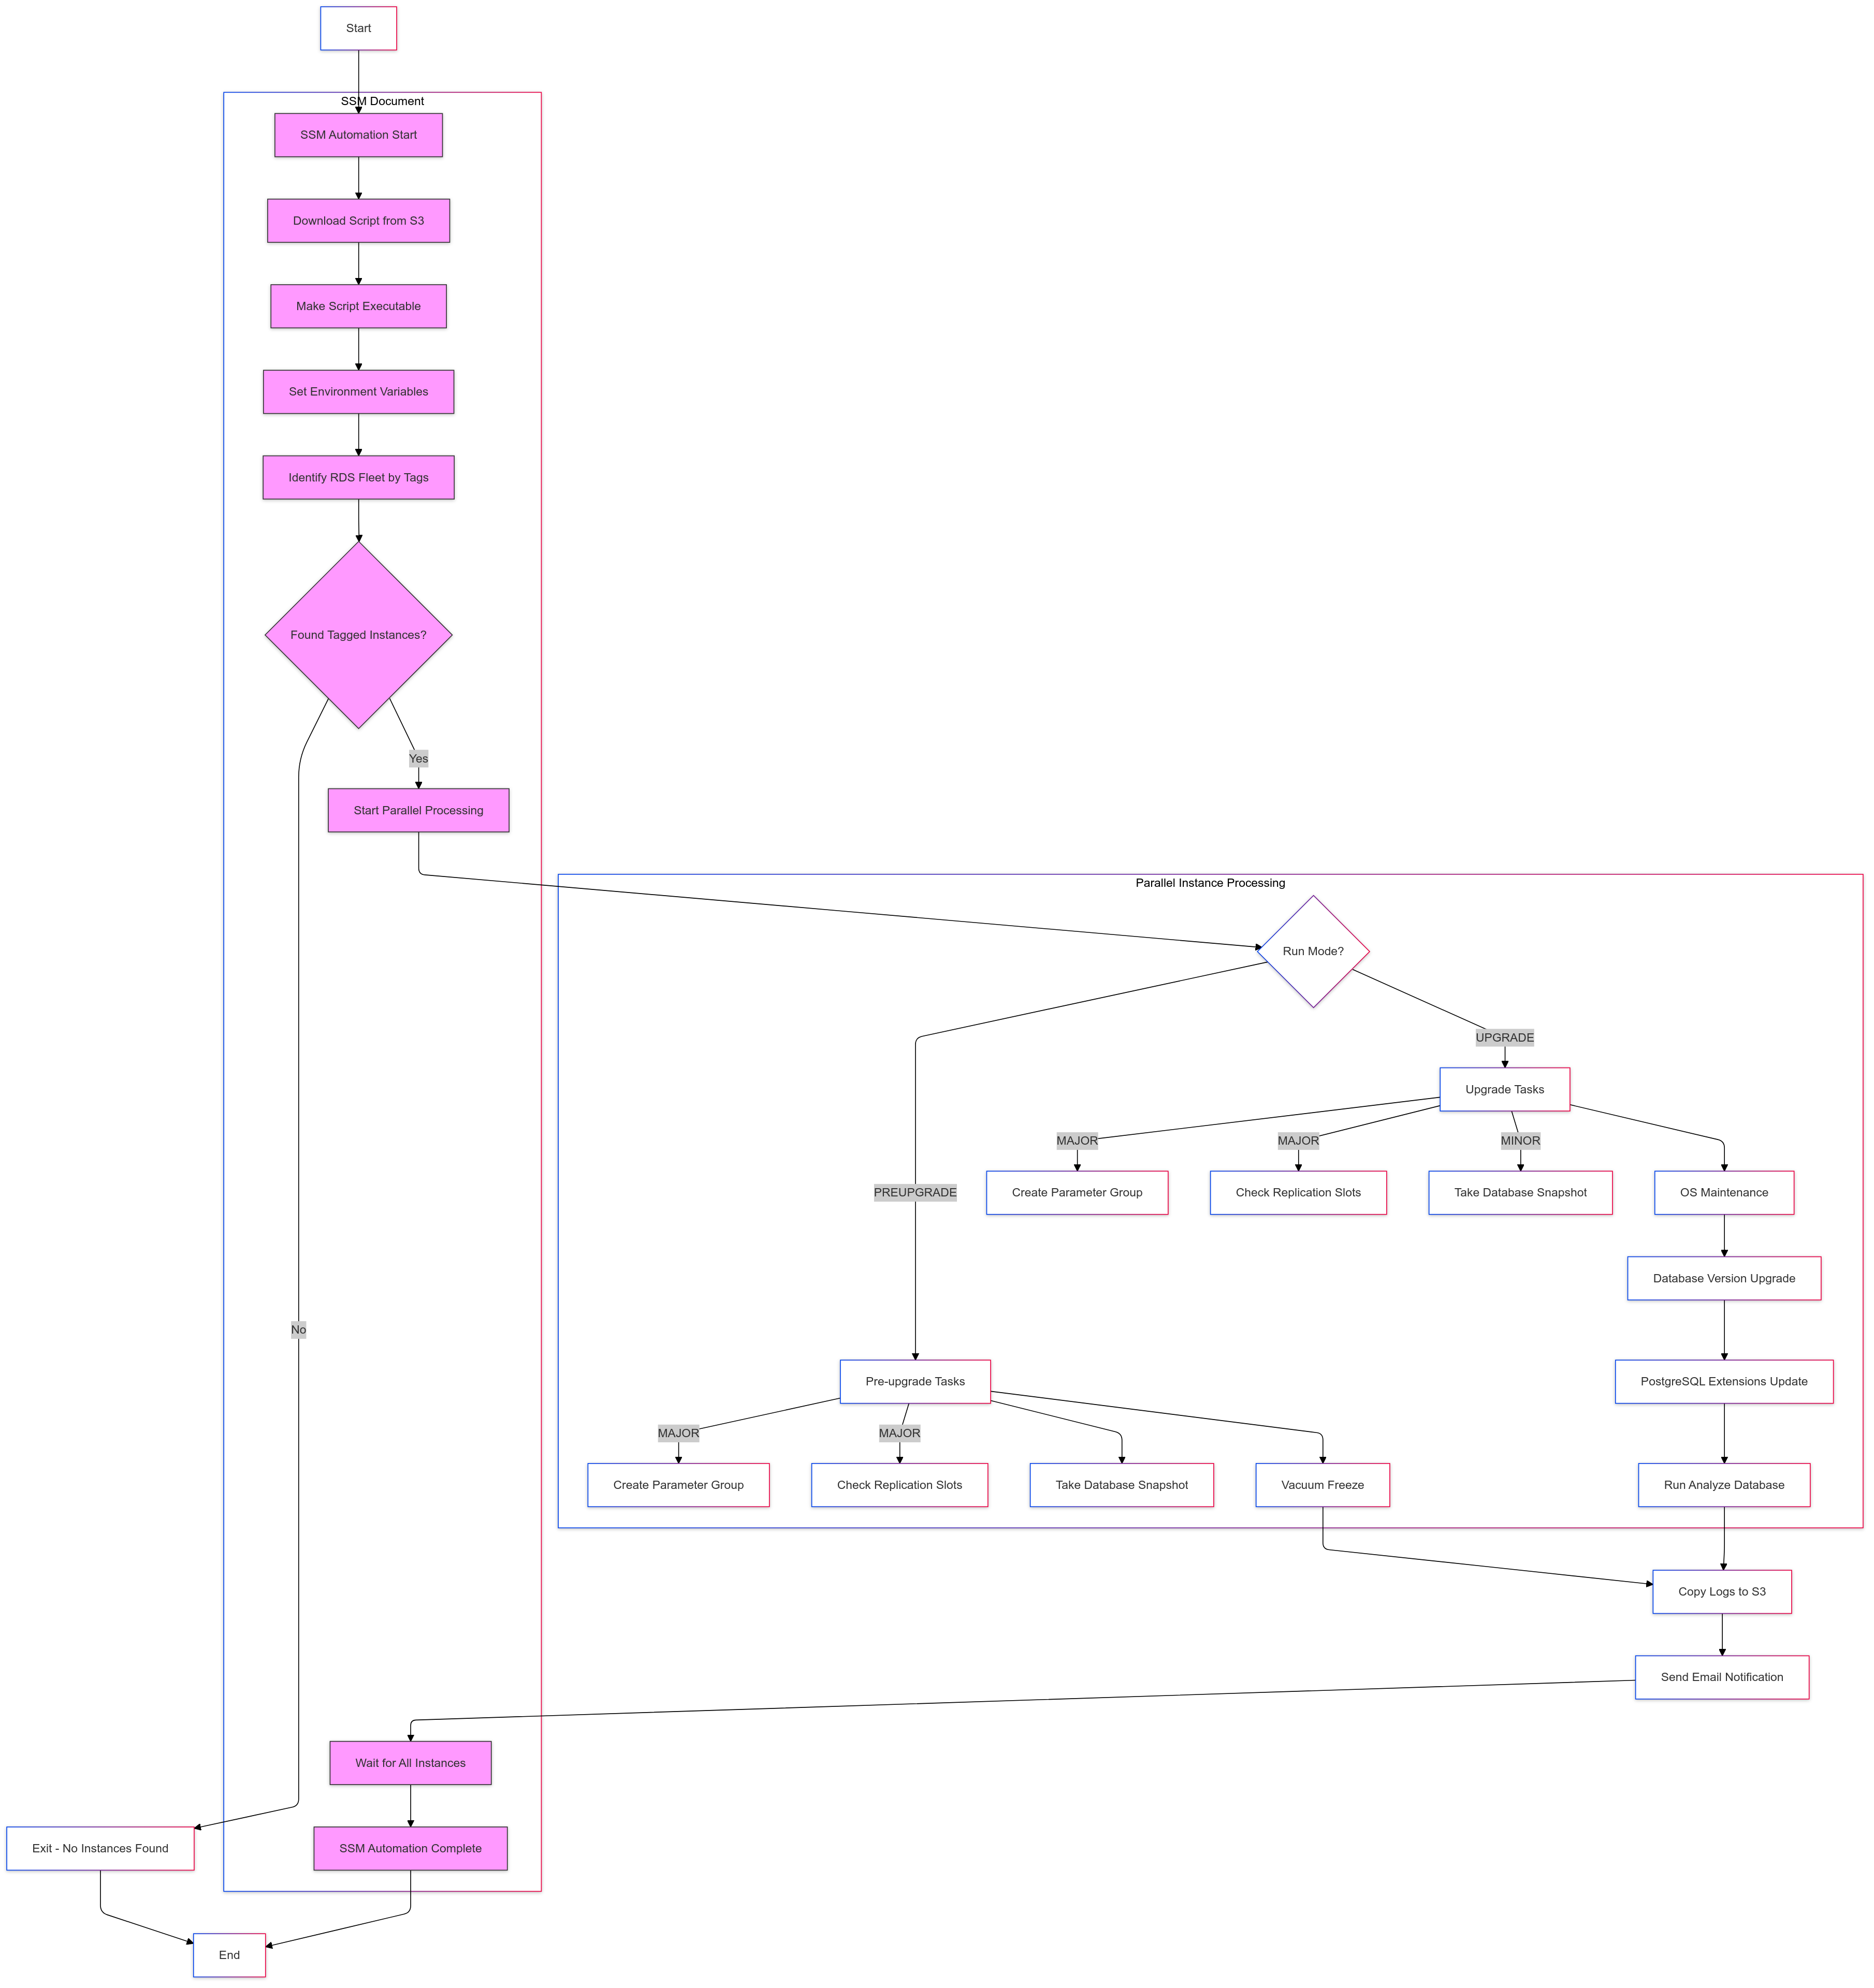 Start
SSM Document
SSM Automation Start
Download Script from S3
Make Script Executable
Set Environment Variables
Identify RDS Fleet by Tags
Found Tagged Instances?
Yes
Start Parallel Processing
Parallel Instance Processing
Run Mode?
UPGRADE
Upgrade Tasks
MAJOR
MAJOR
MINOR
PREUPGRADE
Create Parameter Group
Check Replication Slots
Take Database Snapshot
OS Maintenance
Database Version Upgrade
No
Pre-upgrade Tasks
PostgreSQL Extensions Update
MAJOR
MAJOR
Create Parameter Group
Check Replication Slots
Take Database Snapshot
Vacuum Freeze
Run Analyze Database
Copy Logs to S3
Send Email Notification
Wait for All Instances
Exit - No Instances Found
SSM Automation Complete
End